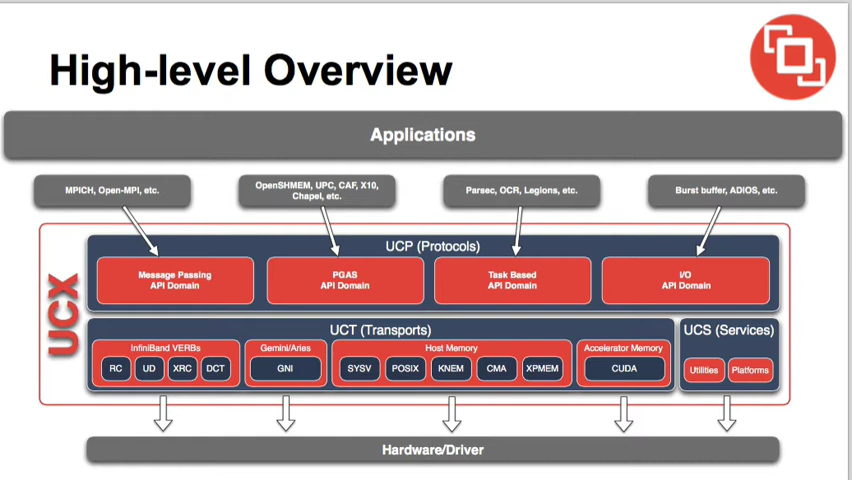 High-level Overview
Applications
MPICH, Open-MPI, etc.
OpenSHMEM, UPC, CAF, X10,
Chapel, etc.
Parsec, OCR, Legions, etc.
Burst buffer, ADIOS, etc.
UCX
UCP (Protocols)
Message Passing
API Domain
PGAS
API Domain
Task Based
API Domain
I/O
API Domain
UCT (Transports)
InfiniBand VERBs
RC
UD
XRC
DCT
Gemini/Aries
GNI
Host Memory
SYSV
POSIX
KNEM
CMA
XPMEM
Accelerator Memory
CUDA
UCS (Services)
Utilities
Platforms
Hardware/Driver